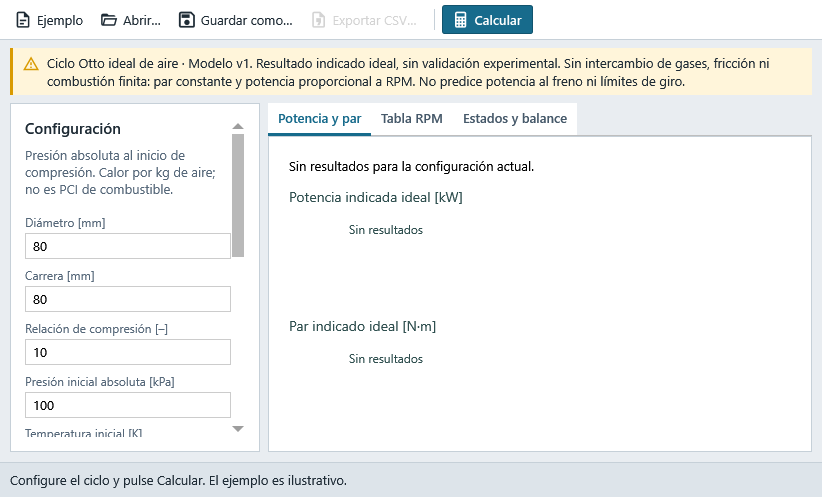 Ejemplo
Abrir...
Guardar como...
Exportar CSV...
Calcular
Ciclo Otto ideal de aire · Modelo v1. Resultado indicado ideal, sin validación experimental. Sin intercambio de gases, fricción ni
combustión finita: par constante y potencia proporcional a RPM. No predice potencia al freno ni límites de giro.
Configuración
Presión absoluta al inicio de
compresión. Calor por kg de aire;
no es PCI de combustible.
Diámetro [mm]
80
Carrera [mm]
80
Relación de compresión [–]
10
Presión inicial absoluta [kPa]
100
Temperatura inicial [K]
Potencia y par
Tabla RPM
Estados y balance
Sin resultados para la configuración actual.
Potencia indicada ideal [kW]
Sin resultados
Par indicado ideal [N·m]
Sin resultados
Configure el ciclo y pulse Calcular. El ejemplo es ilustrativo.